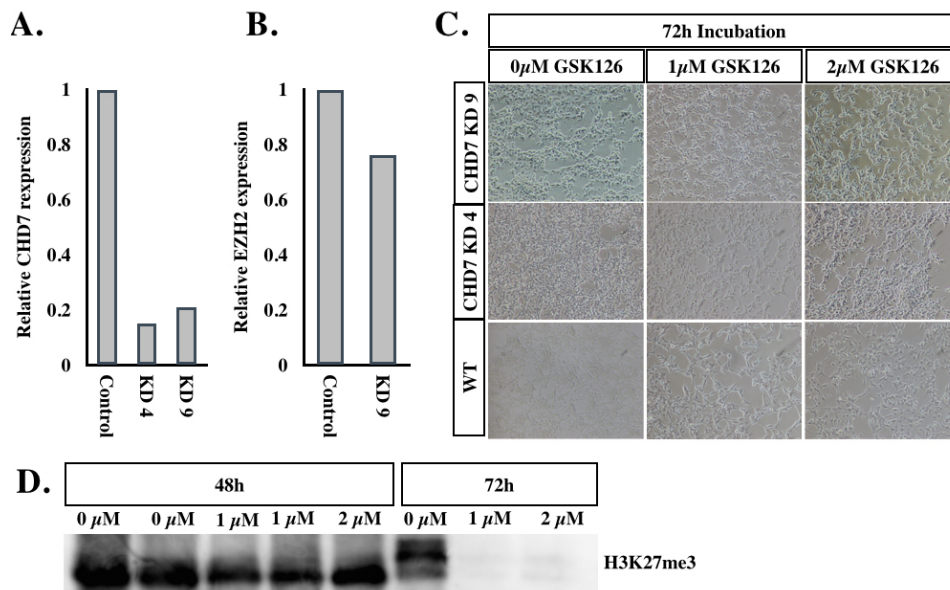 A.
B.
C.
Relative CHD7 rexpression
1
0.8
0.6
0.4
0.2
0
Control
KD 4
KD 9
Relative EZH2 expression
1
0.8
0.6
0.4
0.2
0
Control
KD 9
72h Incubation
0µM GSK126
1µM GSK126
2µM GSK126
CHD7 KD 9
CHD7 KD 4
WT
D.
48h
72h
0 µM
0 µM
1 µM
1 µM
2 µM
0 µM
1 µM
2 µM
H3K27me3